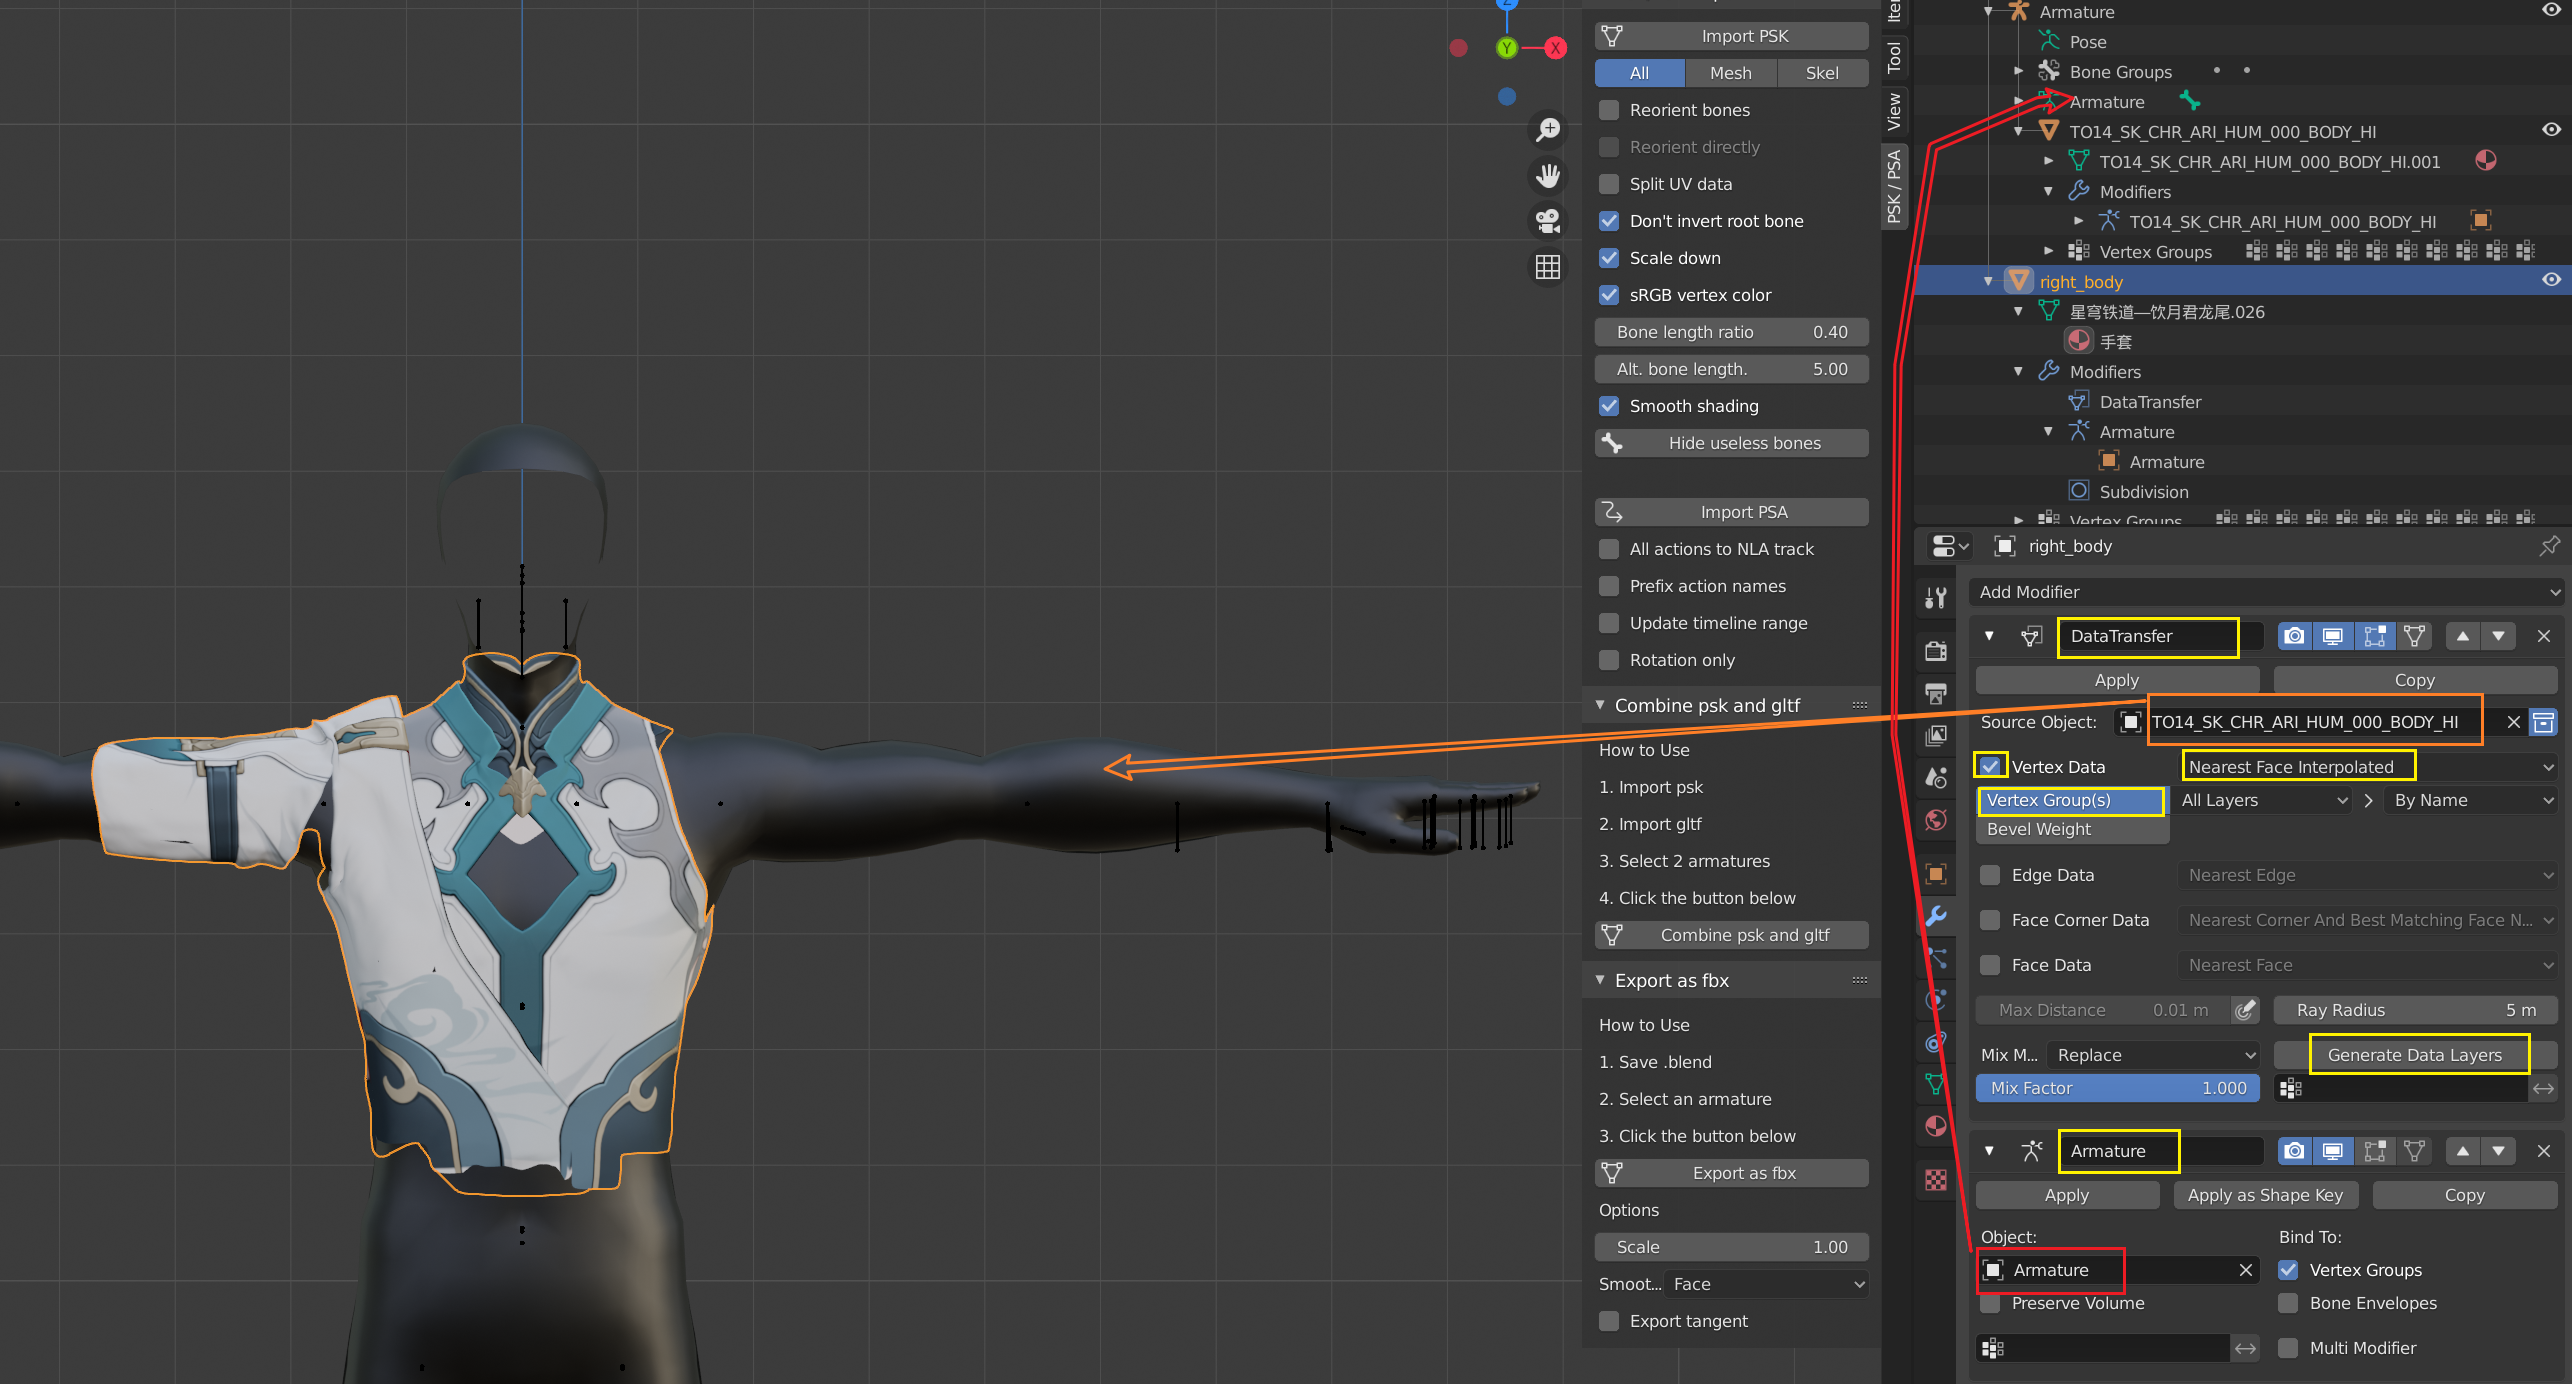 Z
Y
X
Import PSK
All
Mesh
Skel
Reorient bones
Reorient directly
Split UV data
Don't invert root bone
Scale down
sRGB vertex color
Bone length ratio 0.40
Alt. bone length. 5.00
Smooth shading
Hide useless bones
Import PSA
All actions to NLA track
Prefix action names
Update timeline range
Rotation only
Combine psk and gltf
How to Use
1. Import psk
2. Import gltf
3. Select 2 armatures
4. Click the button below
Combine psk and gltf
Export as fbx
How to Use
1. Save .blend
2. Select an armature
3. Click the button below
Export as fbx
Options
Scale 1.00
Smoot... Face
Export tangent
Tool
View
PSK / PSA
Armature
Pose
Bone Groups
Armature
TO14_SK_CHR_ARI_HUM_000_BODY_HI
TO14_SK_CHR_ARI_HUM_000_BODY_HI.001
Modifiers
TO14_SK_CHR_ARI_HUM_000_BODY_HI
Vertex Groups
right_body
星穹铁道—饮月君龙尾.026
手套
Modifiers
DataTransfer
Armature
Armature
Subdivision
Vertex Groups
right_body
Add Modifier
DataTransfer
Apply
Copy
Source Object: TO14_SK_CHR_ARI_HUM_000_BODY_HI
Vertex Data Nearest Face Interpolated
Vertex Group(s) All Layers By Name
Bevel Weight
Edge Data Nearest Edge
Face Corner Data Nearest Corner And Best Matching Face N...
Face Data Nearest Face
Max Distance 0.01 m Ray Radius 5 m
Mix M... Replace Generate Data Layers
Mix Factor 1.000
Armature
Apply
Apply as Shape Key
Copy
Object: Bind To:
Armature Vertex Groups
Preserve Volume Bone Envelopes
Multi Modifier